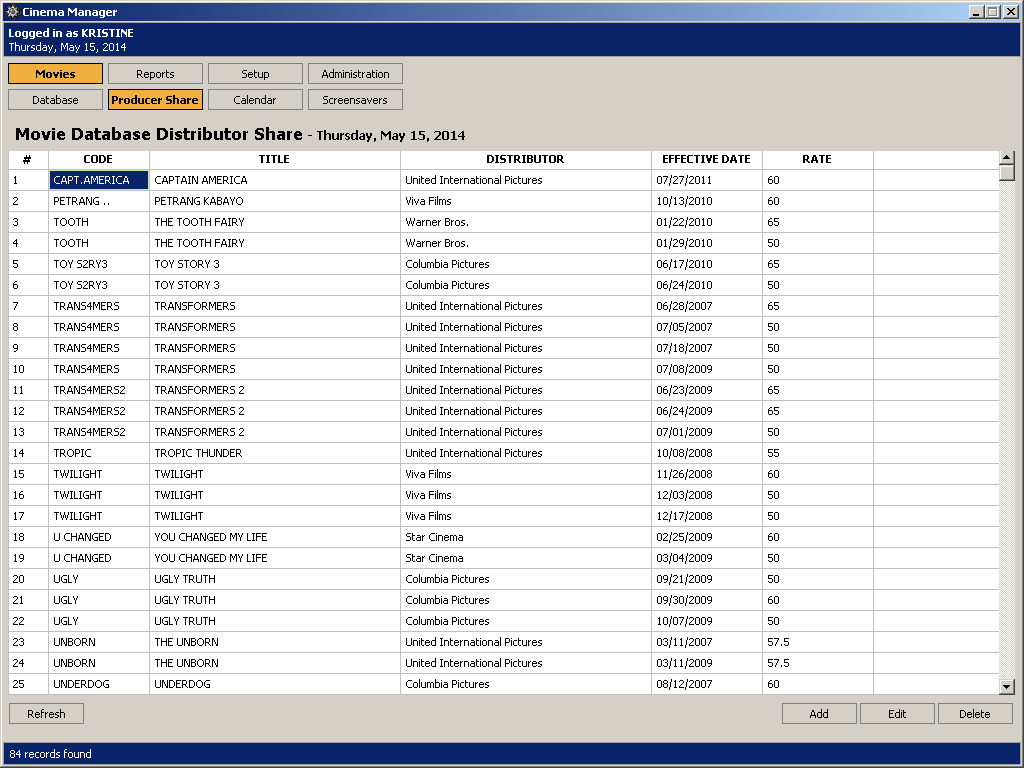 Cinema Manager
Logged in as KRISTINE
Thursday, May 15, 2014
Movies Reports Setup Administration
Database Producer Share Calendar Screensavers
Movie Database Distributor Share - Thursday, May 15, 2014
# CODE TITLE DISTRIBUTOR EFFECTIVE DATE RATE
1 CAPT.AMERICA CAPTAIN AMERICA United International Pictures 07/27/2011 60
2 PETRANG .. PETRANG KABAYO Viva Films 10/13/2010 60
3 TOOTH THE TOOTH FAIRY Warner Bros. 01/22/2010 65
4 TOOTH THE TOOTH FAIRY Warner Bros. 01/29/2010 50
5 TOY S2RY3 TOY STORY 3 Columbia Pictures 06/17/2010 65
6 TOY S2RY3 TOY STORY 3 Columbia Pictures 06/24/2010 50
7 TRANS4MERS TRANSFORMERS United International Pictures 06/28/2007 65
8 TRANS4MERS TRANSFORMERS United International Pictures 07/05/2007 50
9 TRANS4MERS TRANSFORMERS United International Pictures 07/18/2007 50
10 TRANS4MERS TRANSFORMERS United International Pictures 07/08/2009 50
11 TRANS4MERS2 TRANSFORMERS 2 United International Pictures 06/23/2009 65
12 TRANS4MERS2 TRANSFORMERS 2 United International Pictures 06/24/2009 65
13 TRANS4MERS2 TRANSFORMERS 2 United International Pictures 07/01/2009 50
14 TROPIC TROPIC THUNDER United International Pictures 10/08/2008 55
15 TWILIGHT TWILIGHT Viva Films 11/26/2008 60
16 TWILIGHT TWILIGHT Viva Films 12/03/2008 50
17 TWILIGHT TWILIGHT Viva Films 12/17/2008 50
18 U CHANGED YOU CHANGED MY LIFE Star Cinema 02/25/2009 60
19 U CHANGED YOU CHANGED MY LIFE Star Cinema 03/04/2009 50
20 UGLY UGLY TRUTH Columbia Pictures 09/21/2009 50
21 UGLY UGLY TRUTH Columbia Pictures 09/30/2009 60
22 UGLY UGLY TRUTH Columbia Pictures 10/07/2009 50
23 UNBORN THE UNBORN United International Pictures 03/11/2007 57.5
24 UNBORN THE UNBORN United International Pictures 03/11/2009 57.5
25 UNDERDOG UNDERDOG Columbia Pictures 08/12/2007 60
Refresh Add Edit Delete
84 records found